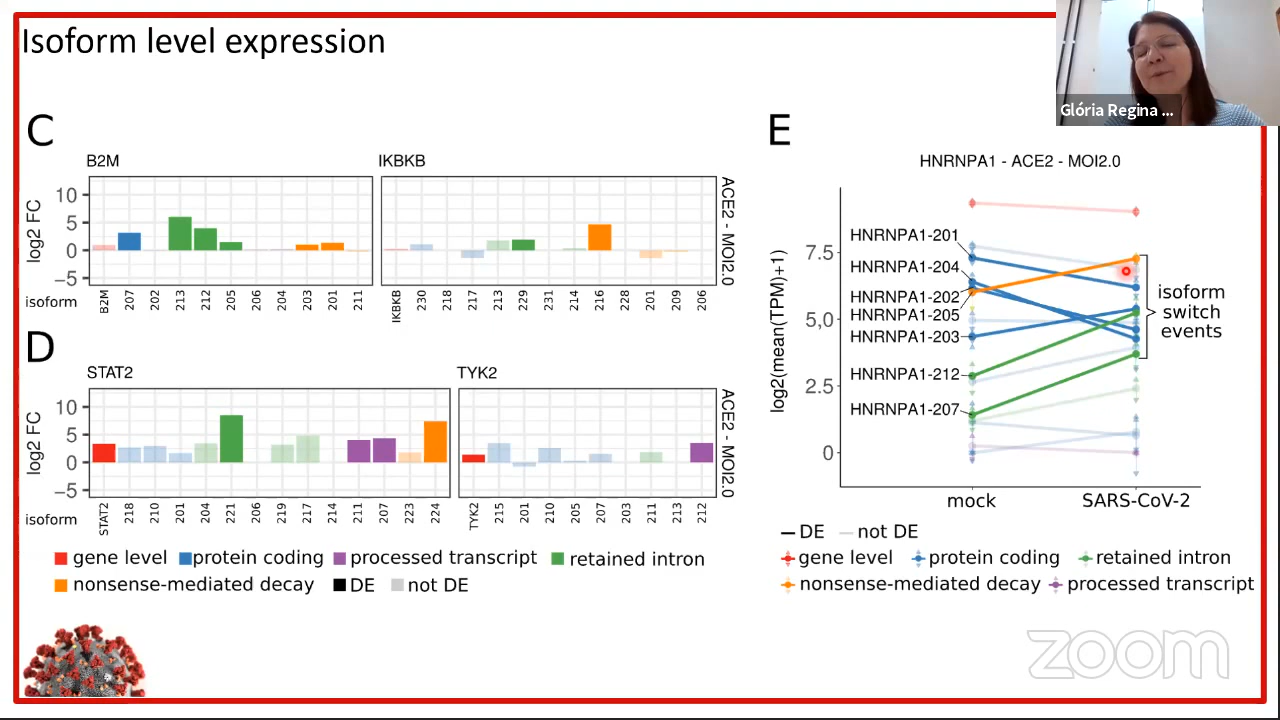 Isoform level expression
Glória Regina ...
C
B2M
IKBKB
log2 FC
10
5
0
−5
ACE2 - MOI2.0
isoform
B2M 207 202 213 212 205 206 204 203 201 211
IKBKB 230 218 217 213 229 231 214 216 228 201 209 206
D
STAT2
TYK2
log2 FC
10
5
0
−5
ACE2 - MOI2.0
isoform
STAT2 218 210 201 204 221 206 219 217 214 211 207 223 224
TYK2 215 201 210 205 207 203 211 213 212
gene level protein coding processed transcript retained intron
nonsense-mediated decay DE not DE
E
HNRNPA1 - ACE2 - MOI2.0
log2(mean(TPM)+1)
7.5
5,0
2.5
0
HNRNPA1-201
HNRNPA1-204
HNRNPA1-202
HNRNPA1-205
HNRNPA1-203
HNRNPA1-212
HNRNPA1-207
isoform
switch
events
mock SARS-CoV-2
DE not DE
gene level protein coding retained intron
nonsense-mediated decay processed transcript
zoom